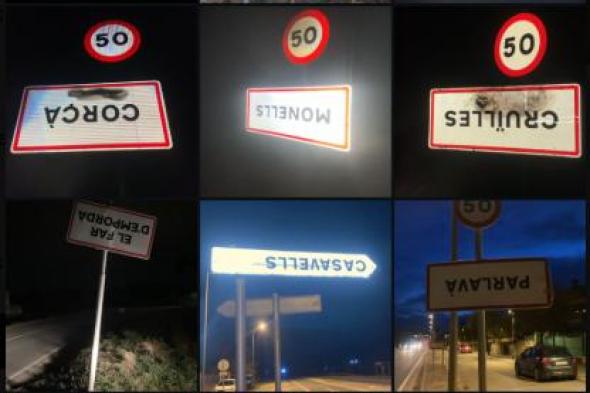 50
CORÇÀ
50
MONELLS
50
CRUÏLLES
EL FAR
D'EMPORDÀ
CASAVELLS
50
PARLAVÀ